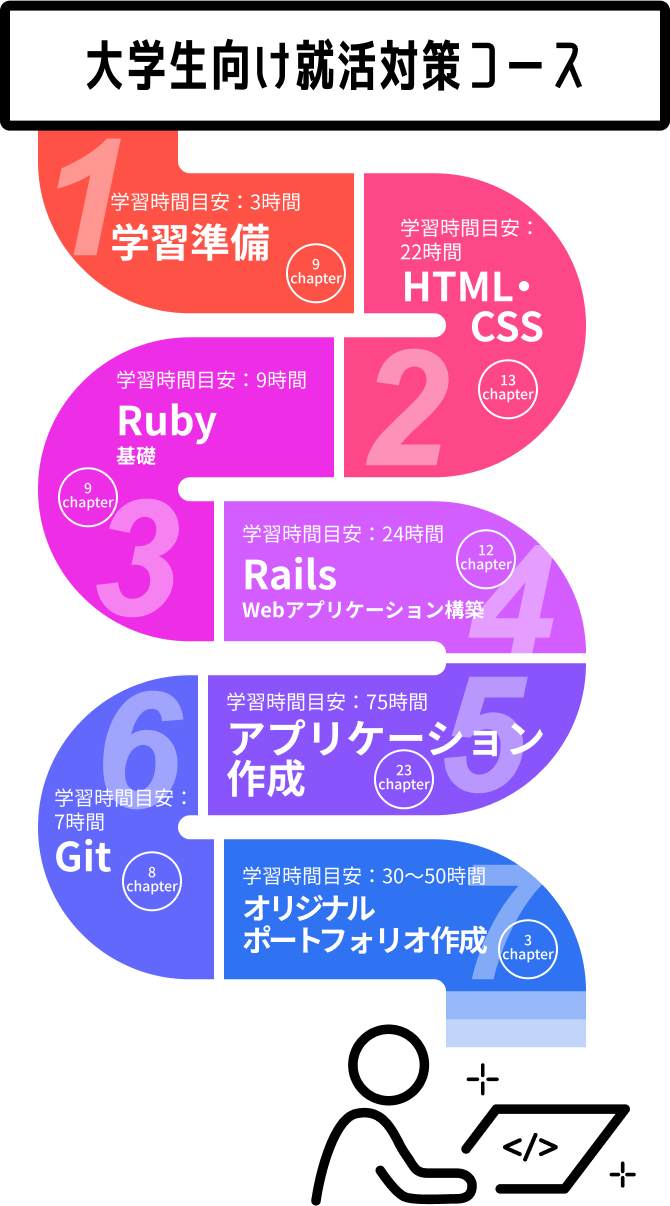 大学生向け就活対策コース
1
学習時間目安：3時間
学習準備
9
chapter
学習時間目安：
22時間
HTML・
CSS
13
chapter
2
学習時間目安：9時間
Ruby
基礎
9
chapter
3
学習時間目安：24時間
Rails
Webアプリケーション構築
12
chapter
4
学習時間目安：75時間
アプリケーション
作成
23
chapter
5
6
学習時間目安：
7時間
Git
8
chapter
学習時間目安：30〜50時間
オリジナル
ポートフォリオ作成
3
chapter
7
</>